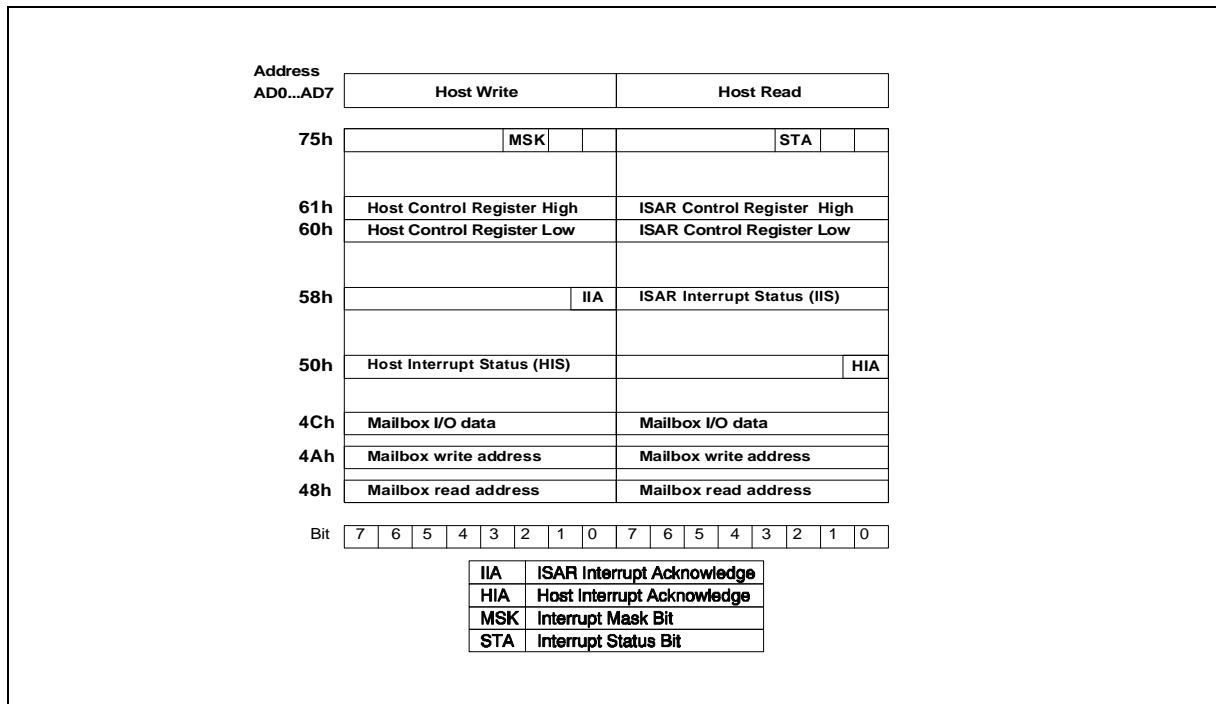 Address
AD0...AD7 Host Write Host Read
75h MSK STA
61h Host Control Register High ISAR Control Register High
60h Host Control Register Low ISAR Control Register Low
58h IIA ISAR Interrupt Status (IIS)
50h Host Interrupt Status (HIS) HIA
4Ch Mailbox I/O data Mailbox I/O data
4Ah Mailbox write address Mailbox write address
48h Mailbox read address Mailbox read address
Bit 7 6 5 4 3 2 1 0 7 6 5 4 3 2 1 0
IIA ISAR Interrupt Acknowledge
HIA Host Interrupt Acknowledge
MSK Interrupt Mask Bit
STA Interrupt Status Bit